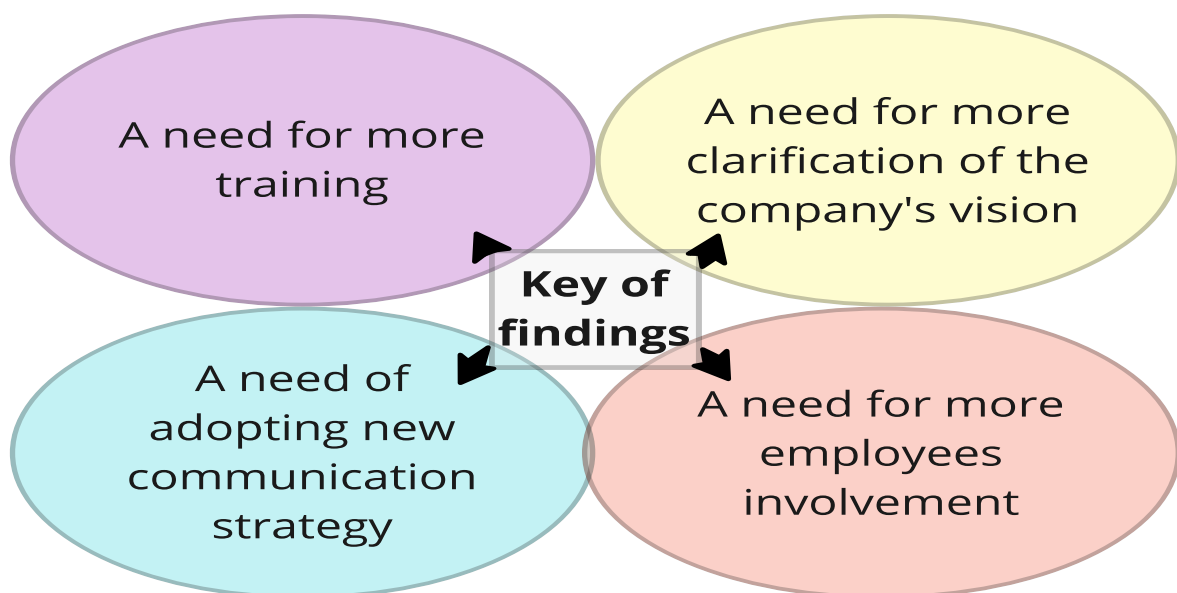 A need for more
training
A need for more
clarification of the
company's vision
Key of
findings
A need of
adopting new
communication
strategy
A need for more
employees
involvement